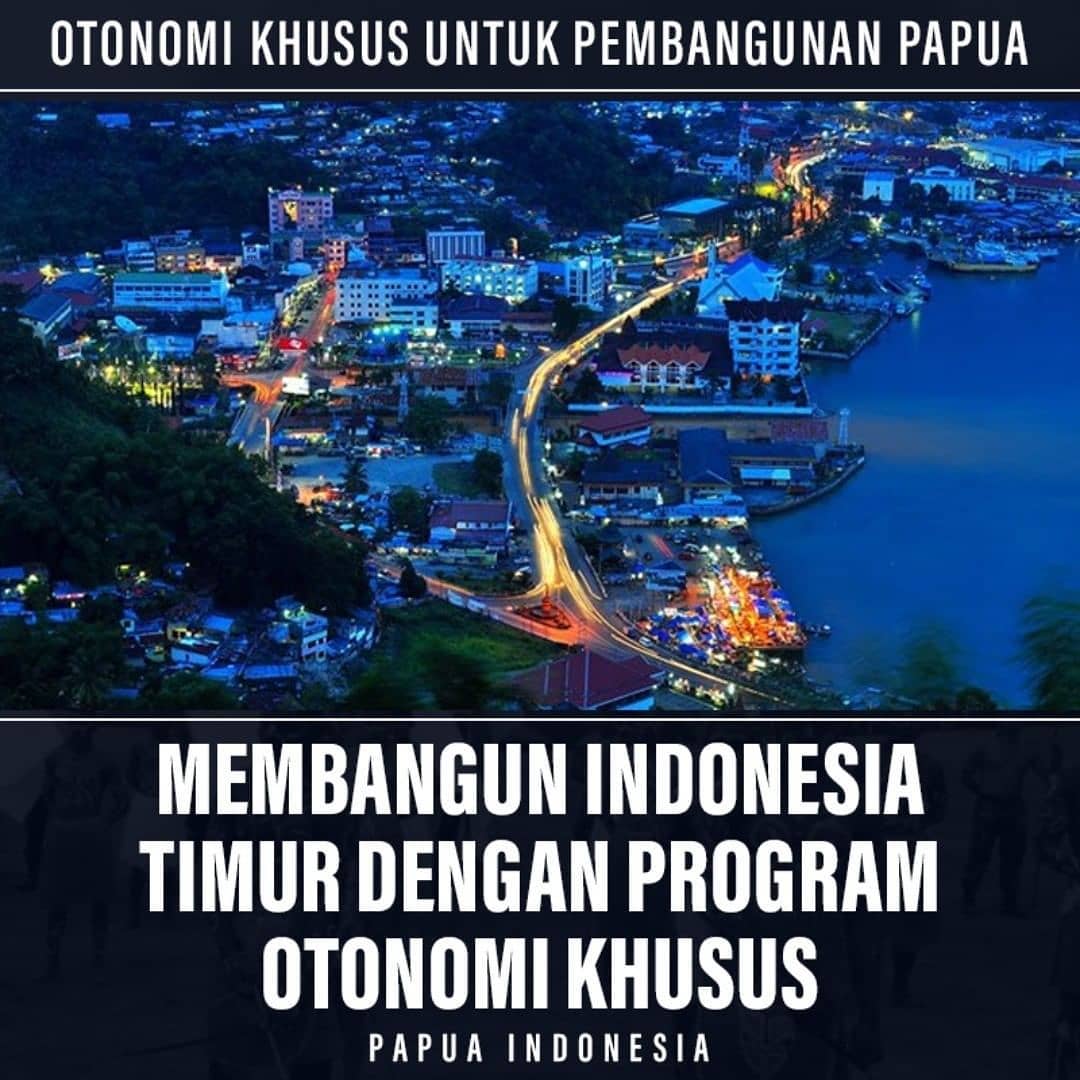 OTONOMI KHUSUS UNTUK PEMBANGUNAN PAPUA
MEMBANGUN INDONESIA
TIMUR DENGAN PROGRAM
OTONOMI KHUSUS
PAPUA INDONESIA